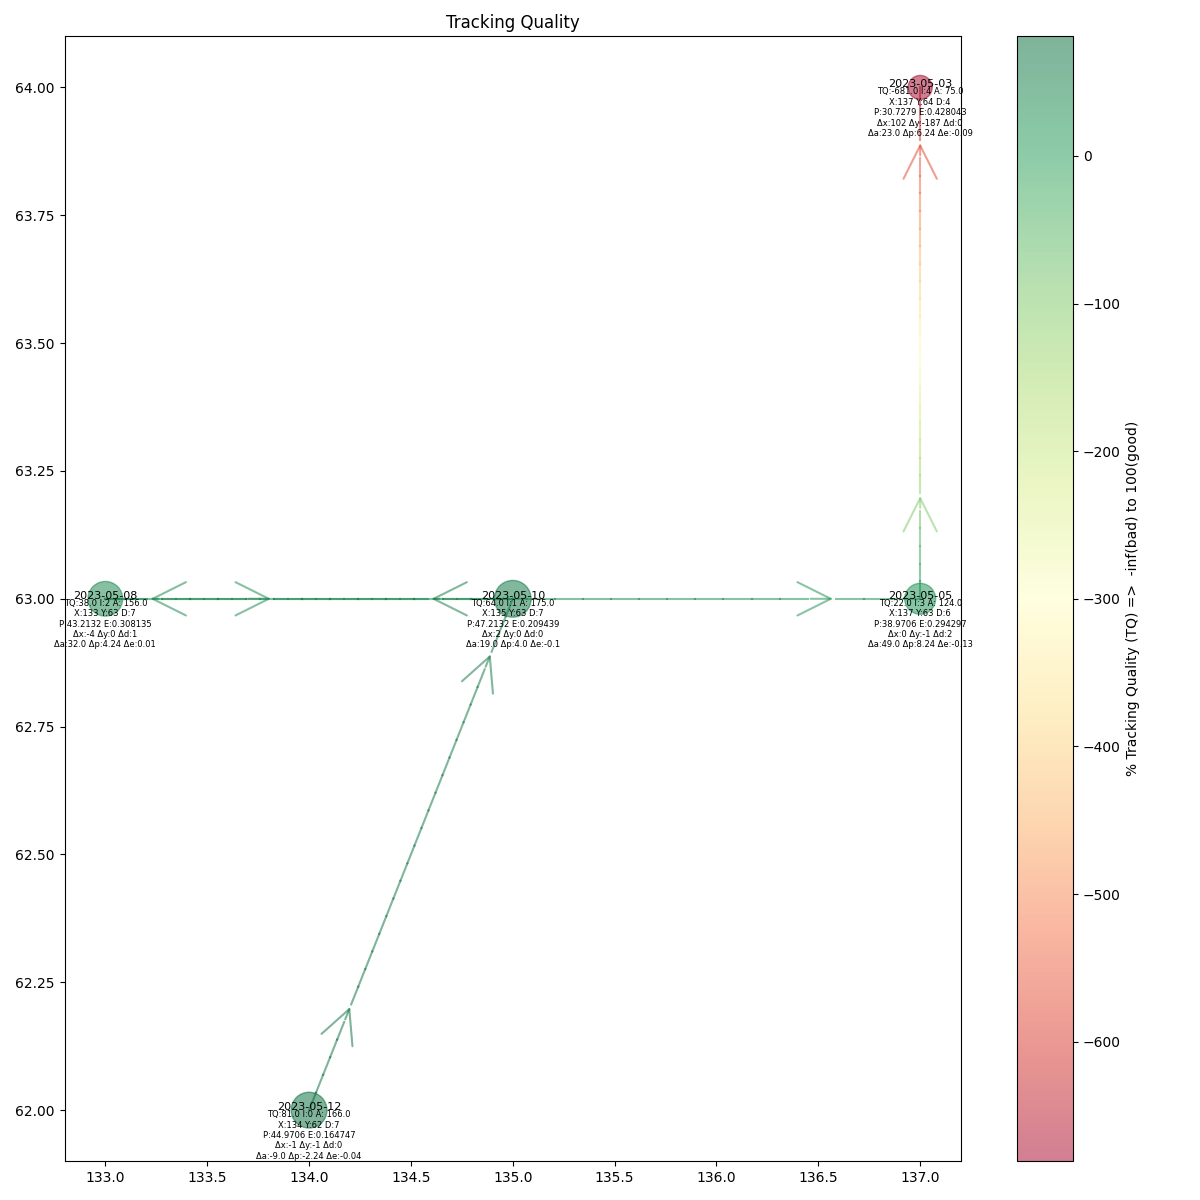 Tracking Quality
64.00
63.75
63.50
63.25
63.00
62.75
62.50
62.25
62.00
2023-05-03
TQ:-681.0 I:4 A: 75.0
X:137 Y:64 D:4
P:30.7279 E:0.428043
Δx:102 Δy:-187 Δd:0
Δa:23.0 Δp:6.24 Δe:-0.09
2023-05-08
TQ:38.0 I:2 A: 156.0
X:133 Y:63 D:7
P:43.2132 E:0.308135
Δx:-4 Δy:0 Δd:1
Δa:32.0 Δp:4.24 Δe:0.01
2023-05-10
TQ:64.0 I:1 A: 175.0
X:135 Y:63 D:7
P:47.2132 E:0.209439
Δx:2 Δy:0 Δd:0
Δa:19.0 Δp:4.0 Δe:-0.1
2023-05-05
TQ:22.0 I:3 A: 124.0
X:137 Y:63 D:6
P:38.9706 E:0.294297
Δx:0 Δy:-1 Δd:2
Δa:49.0 Δp:8.24 Δe:-0.13
2023-05-12
TQ:81.0 I:0 A: 166.0
X:134 Y:62 D:7
P:44.9706 E:0.164747
Δx:-1 Δy:-1 Δd:0
Δa:-9.0 Δp:-2.24 Δe:-0.04
133.0 133.5 134.0 134.5 135.0 135.5 136.0 136.5 137.0
0
−100
−200
−300
−400
−500
−600
% Tracking Quality (TQ) => -inf(bad) to 100(good)